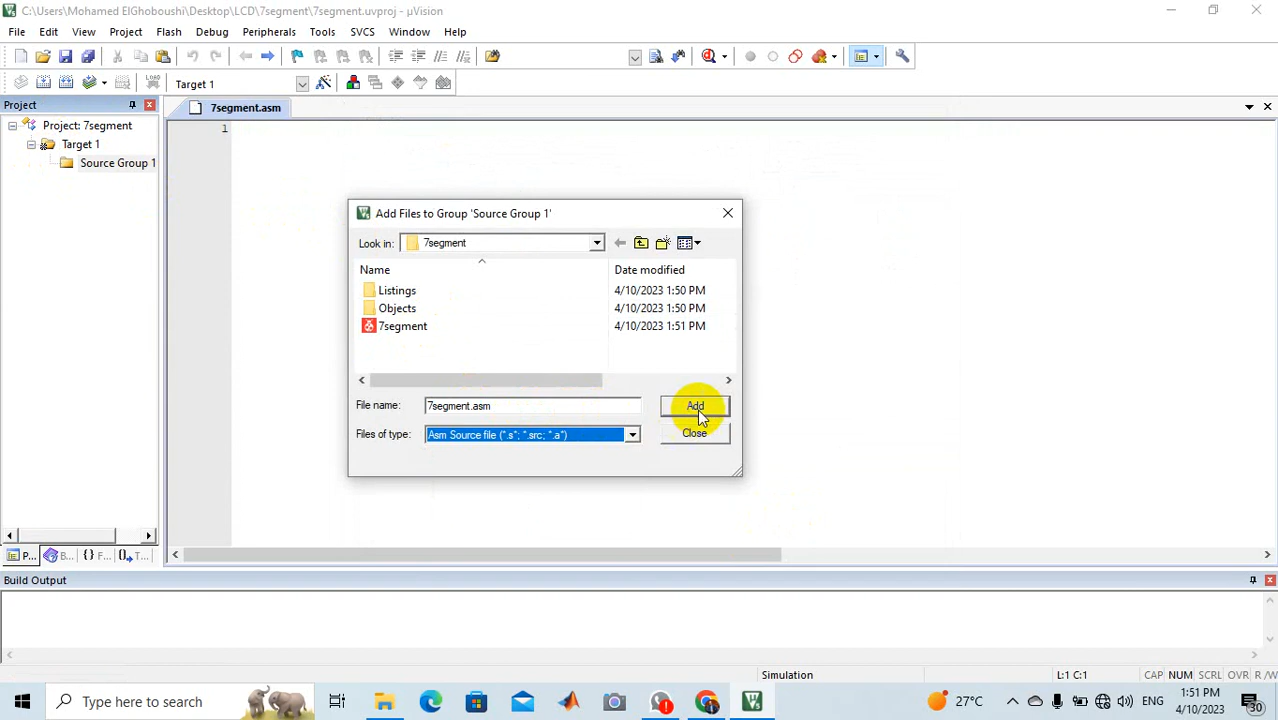 C:\Users\Mohamed ElGhoboushi\Desktop\LCD\7segment\7segment.uvproj - µVision
File Edit View Project Flash Debug Peripherals Tools SVCS Window Help
LOAD Target 1
Project
7segment.asm
Project: 7segment
1
Target 1
Source Group 1
Add Files to Group 'Source Group 1'
Look in: 7segment
Name Date modified
Listings 4/10/2023 1:50 PM
Objects 4/10/2023 1:50 PM
7segment 4/10/2023 1:51 PM
File name: 7segment.asm Add
Files of type: Asm Source file (*.s*; *.src; *.a*) Close
P... B... {} F... T...
Build Output
Simulation L:1 C:1 CAP NUM SCRL OVR R /W
Type here to search 27°C ENG 1:51 PM
4/10/2023 30